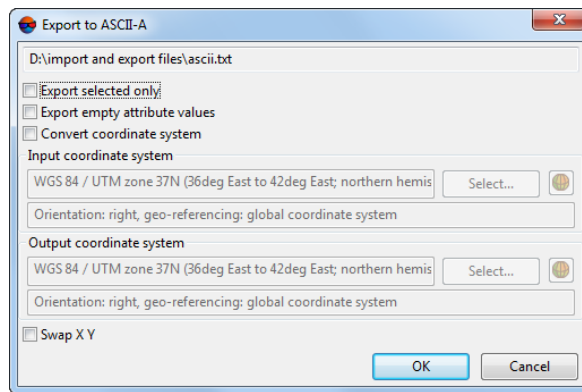 Export to ASCII-A
D:\import and export files\ascii.txt
Export selected only
Export empty attribute values
Convert coordinate system
Input coordinate system
WGS 84 / UTM zone 37N (36deg East to 42deg East; northern hemis
Select...
Orientation: right, geo-referencing: global coordinate system
Output coordinate system
WGS 84 / UTM zone 37N (36deg East to 42deg East; northern hemis
Select...
Orientation: right, geo-referencing: global coordinate system
Swap X Y
OK Cancel